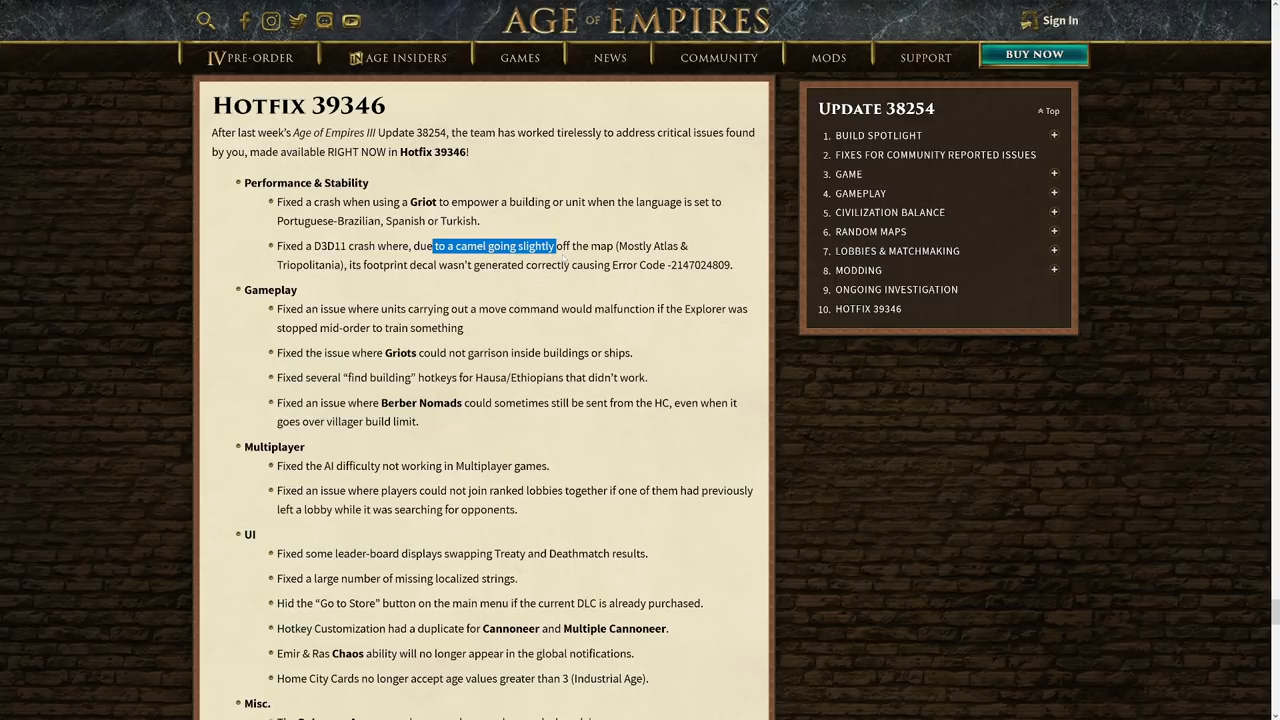 AGE OF EMPIRES
Sign In
IV PRE-ORDER
AGE INSIDERS
GAMES
NEWS
COMMUNITY
MODS
SUPPORT
BUY NOW
HOTFIX 39346
After last week's Age of Empires III Update 38254, the team has worked tirelessly to address critical issues found
by you, made available RIGHT NOW in Hotfix 39346!
Performance & Stability
Fixed a crash when using a Griot to empower a building or unit when the language is set to
Portuguese-Brazilian, Spanish or Turkish.
Fixed a D3D11 crash where, due to a camel going slightly off the map (Mostly Atlas &
Triopolitania), its footprint decal wasn't generated correctly causing Error Code -2147024809.
Gameplay
Fixed an issue where units carrying out a move command would malfunction if the Explorer was
stopped mid-order to train something
Fixed the issue where Griots could not garrison inside buildings or ships.
Fixed several “find building” hotkeys for Hausa/Ethiopians that didn't work.
Fixed an issue where Berber Nomads could sometimes still be sent from the HC, even when it
goes over villager build limit.
Multiplayer
Fixed the AI difficulty not working in Multiplayer games.
Fixed an issue where players could not join ranked lobbies together if one of them had previously
left a lobby while it was searching for opponents.
UI
Fixed some leader-board displays swapping Treaty and Deathmatch results.
Fixed a large number of missing localized strings.
Hid the “Go to Store” button on the main menu if the current DLC is already purchased.
Hotkey Customization had a duplicate for Cannoneer and Multiple Cannoneer.
Emir & Ras Chaos ability will no longer appear in the global notifications.
Home City Cards no longer accept age values greater than 3 (Industrial Age).
Misc.
UPDATE 38254
Top
1. BUILD SPOTLIGHT
2. FIXES FOR COMMUNITY REPORTED ISSUES
3. GAME
4. GAMEPLAY
5. CIVILIZATION BALANCE
6. RANDOM MAPS
7. LOBBIES & MATCHMAKING
8. MODDING
9. ONGOING INVESTIGATION
10. HOTFIX 39346